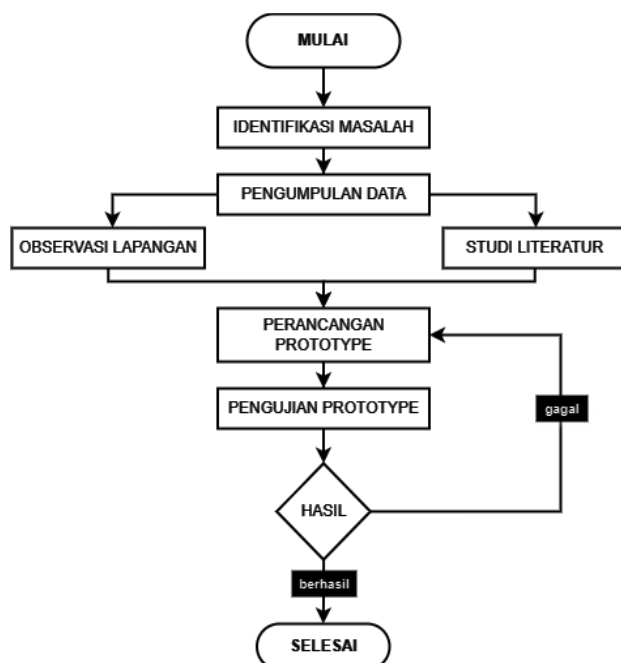 MULAI
IDENTIFIKASI MASALAH
PENGUMPULAN DATA
OBSERVASI LAPANGAN
STUDI LITERATUR
PERANCANGAN
PROTOTYPE
PENGUJIAN PROTOTYPE
gagal
HASIL
berhasil
SELESAI